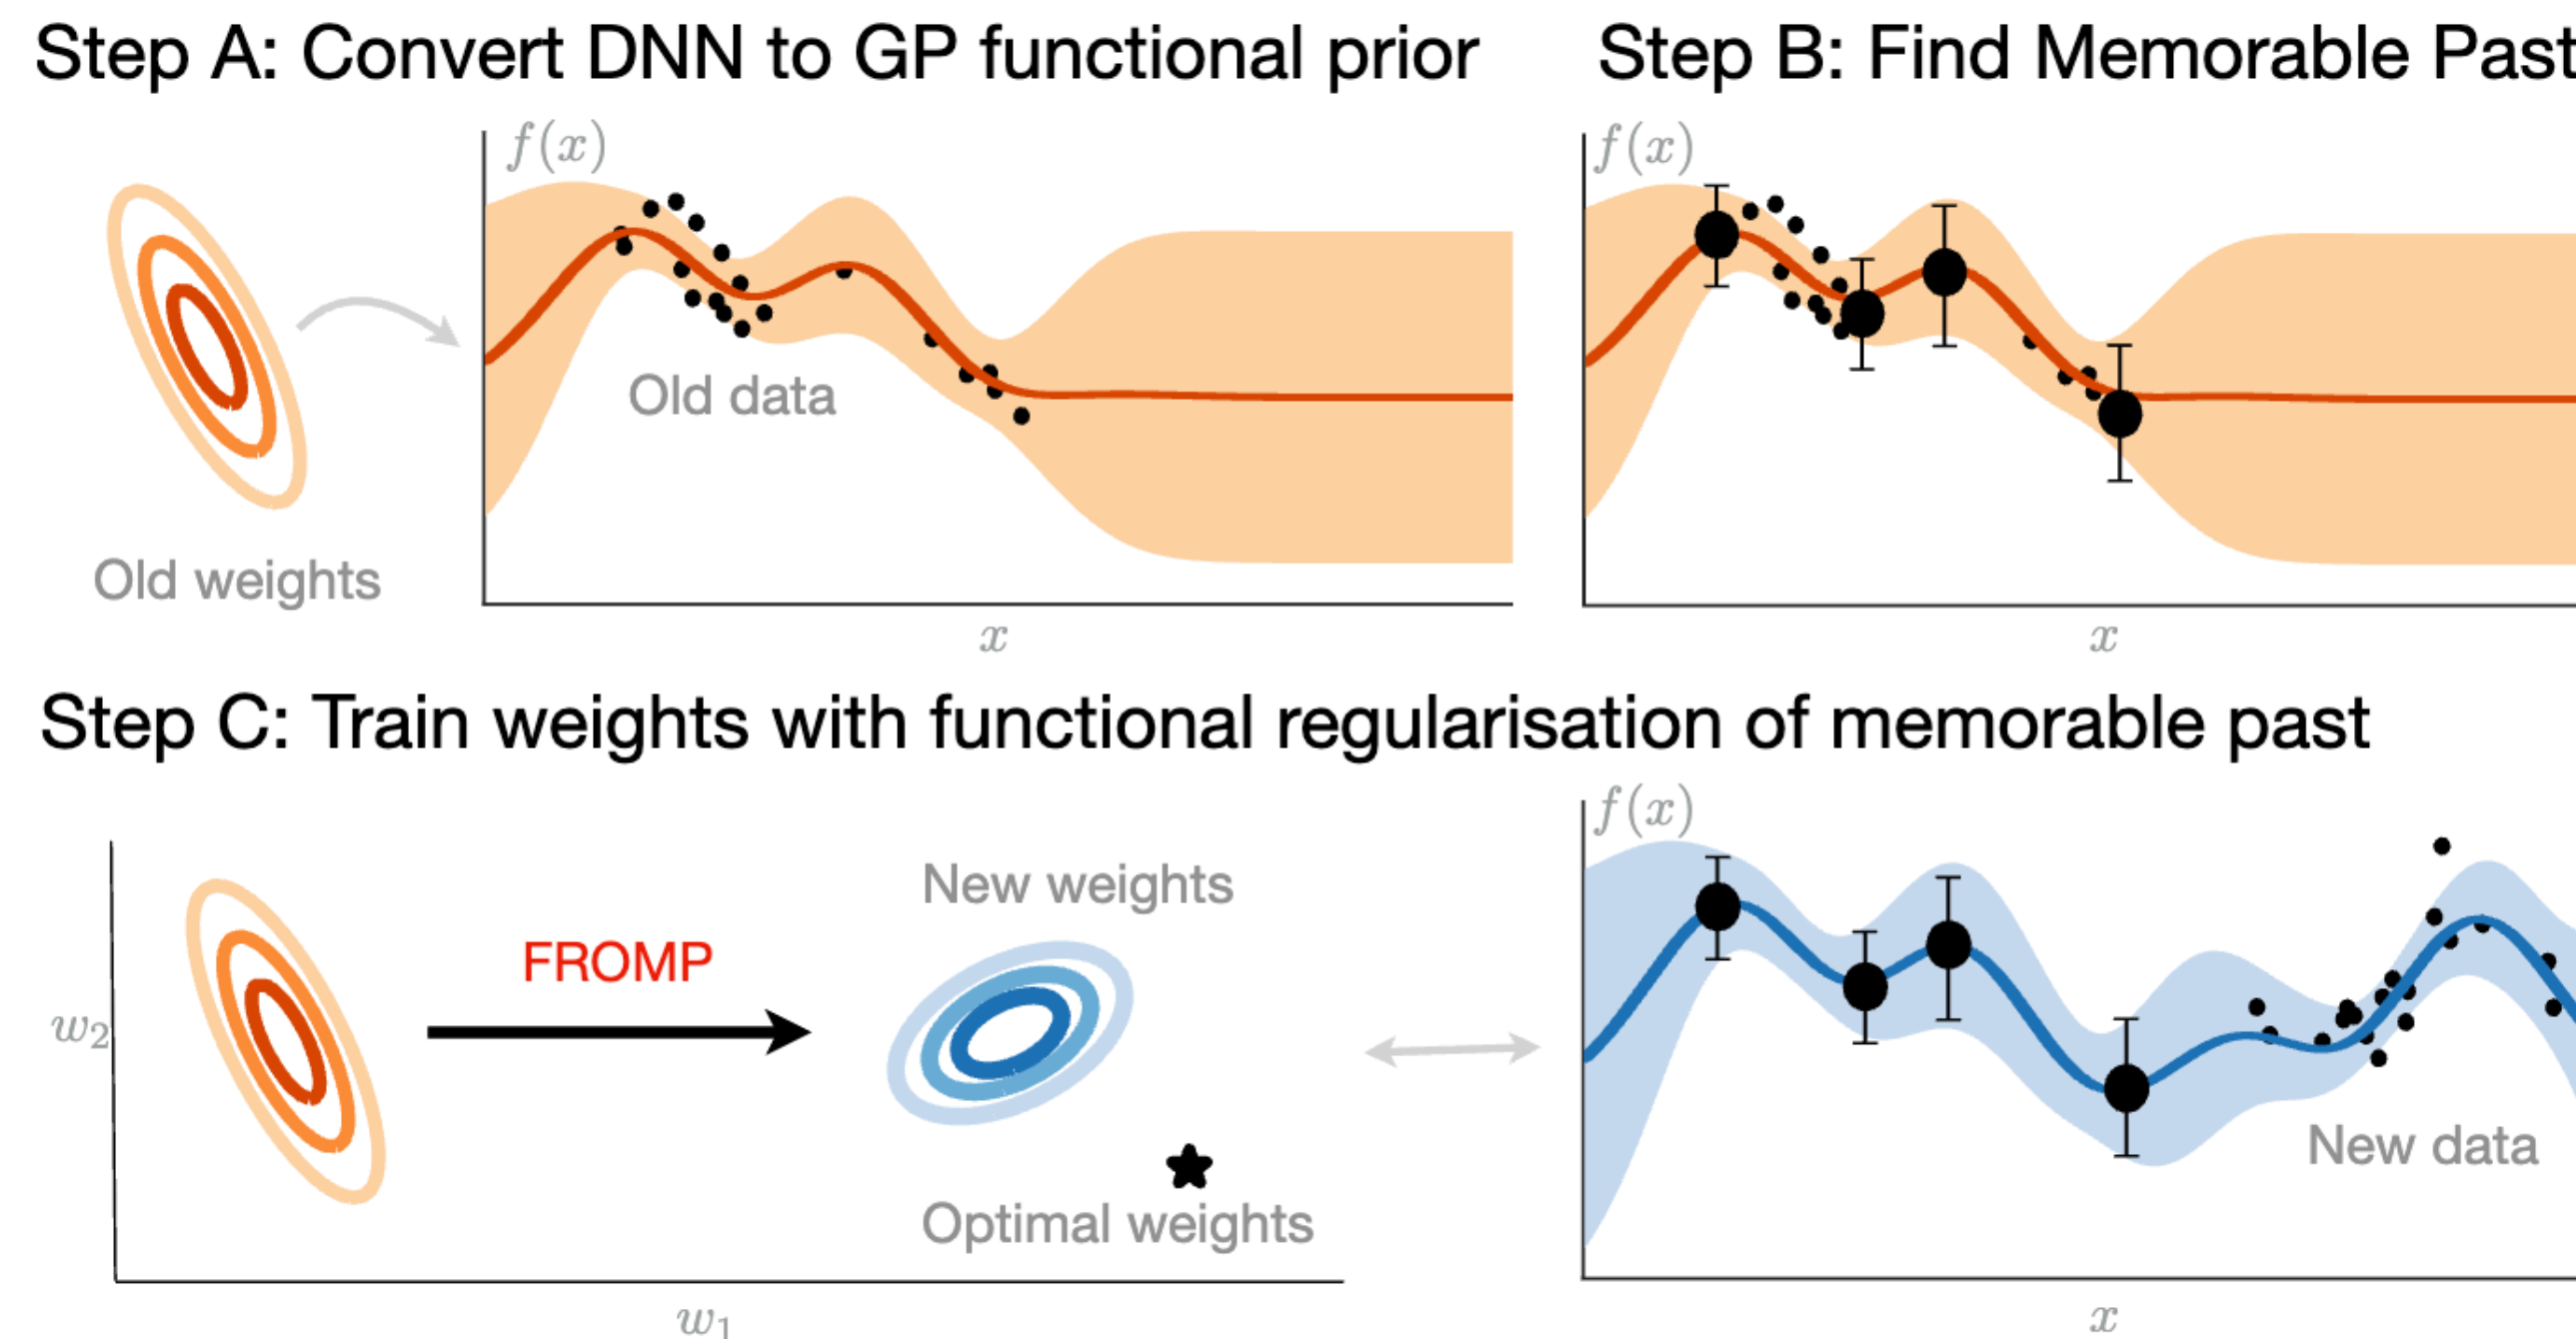 Step A: Convert DNN to GP functional prior
Step B: Find Memorable Past
f(x)
f(x)
Old data
Old weights
x
x
Step C: Train weights with functional regularisation of memorable past
f(x)
New weights
FROMP
w₂
New data
Optimal weights
w₁
x